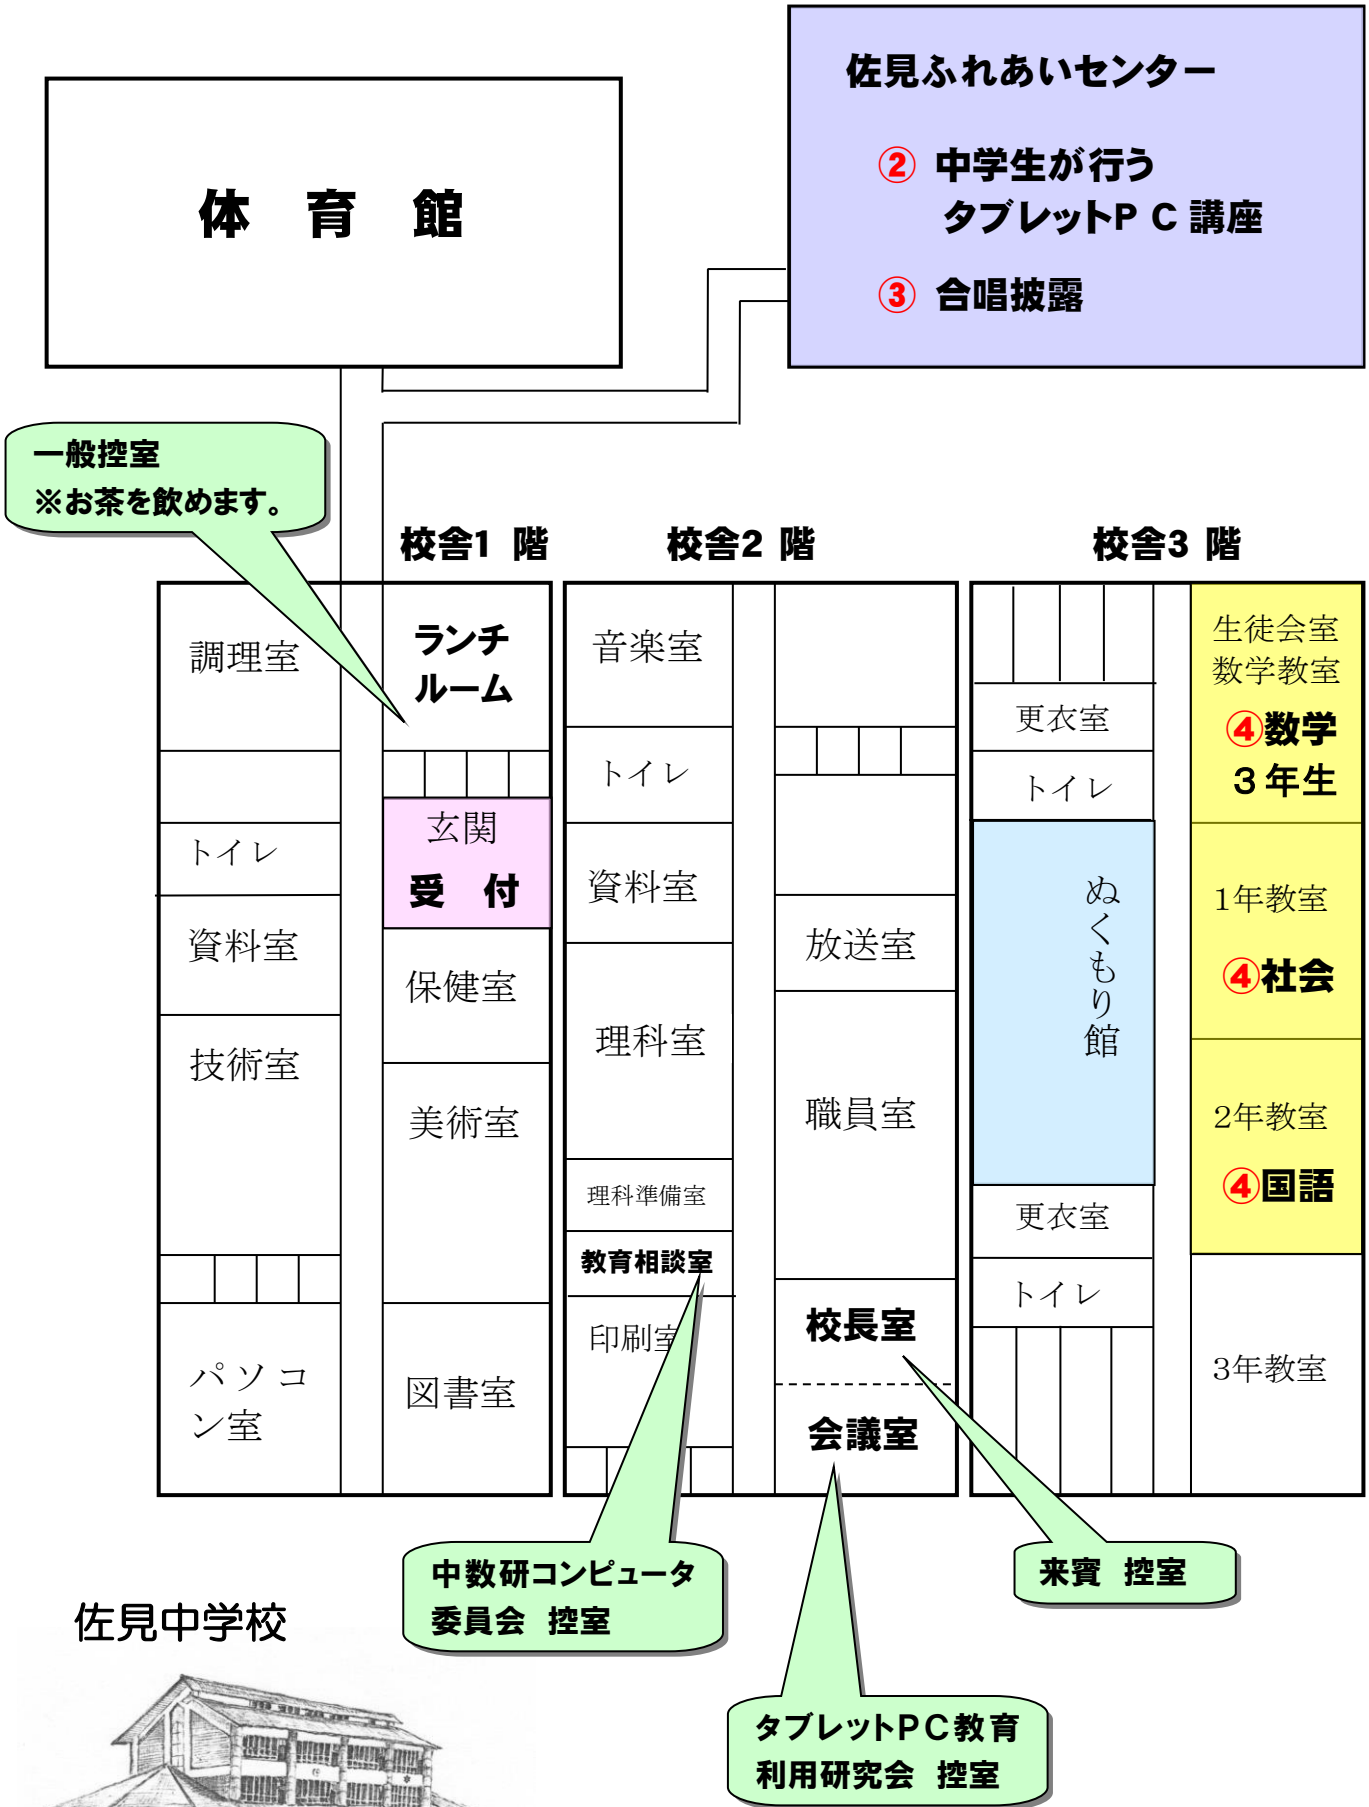 佐見ふれあいセンター
② 中学生が行う
タブレットPC講座
③ 合唱披露
体 育 館
一般控室
※お茶を飲めます。
校舎1 階
校舎2 階
校舎3 階
調理室
ランチ
ルーム
トイレ
玄関
受 付
資料室
保健室
技術室
美術室
パソコ
ン室
図書室
音楽室
トイレ
資料室
放送室
理科室
職員室
理科準備室
教育相談室
印刷室
校長室
会議室
更衣室
トイレ
ぬくもり館
更衣室
トイレ
生徒会室
数学教室
④数学
3年生
1年教室
④社会
2年教室
④国語
3年教室
中数研コンピュータ
委員会 控室
来賓 控室
タブレットPC教育
利用研究会 控室
佐見中学校